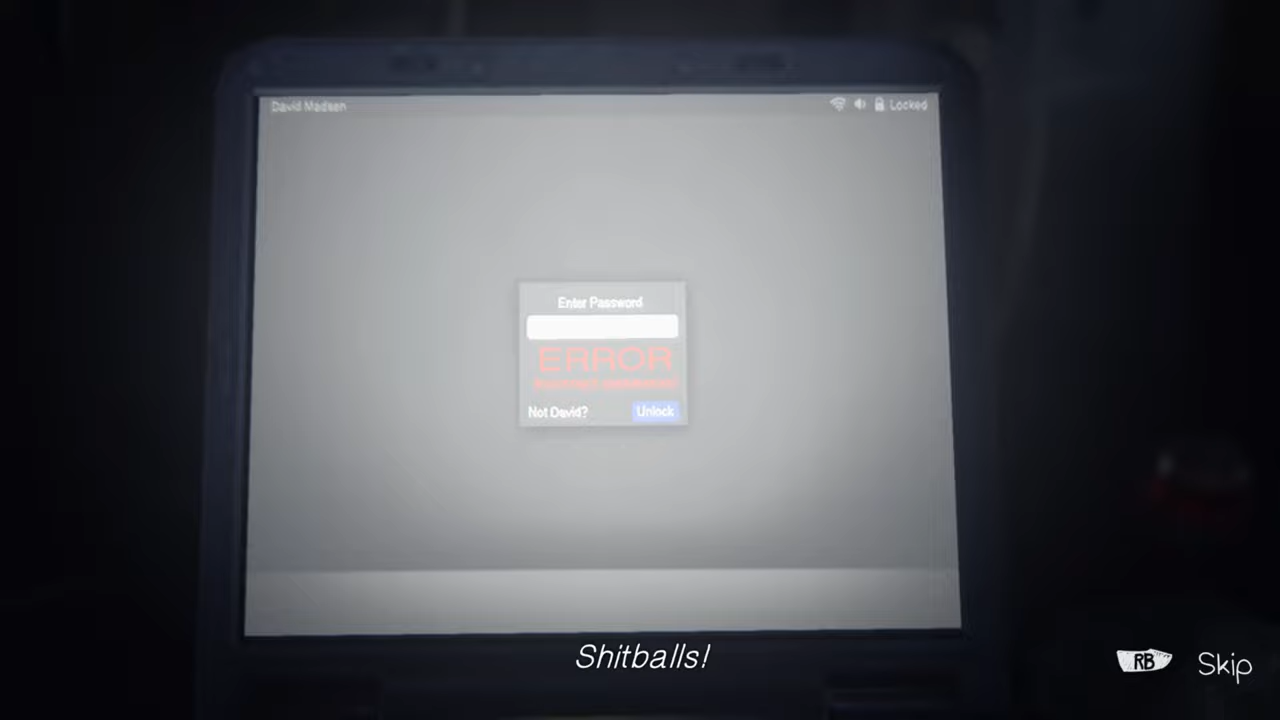 David Madsen
Locked
Enter Password
ERROR
Not David?
Unlock
Shitballs!
RB
Skip